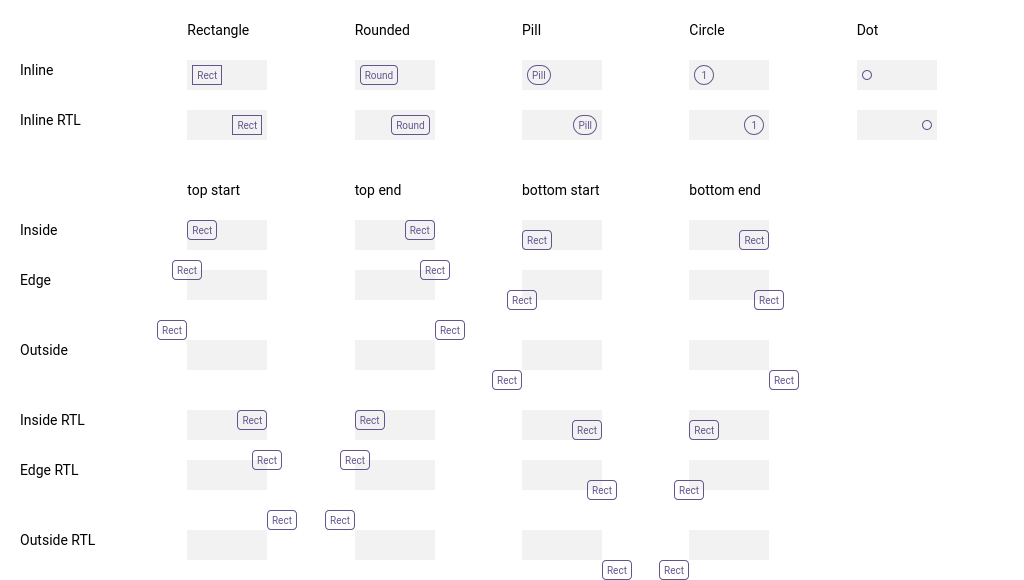 Rectangle Rounded Pill Circle Dot
Inline Rect Round Pill 1
Inline RTL Rect Round Pill 1
top start top end bottom start bottom end
Inside Rect Rect Rect Rect
Edge Rect Rect Rect Rect
Outside Rect Rect Rect Rect
Inside RTL Rect Rect Rect Rect
Edge RTL Rect Rect Rect Rect
Outside RTL Rect Rect Rect Rect